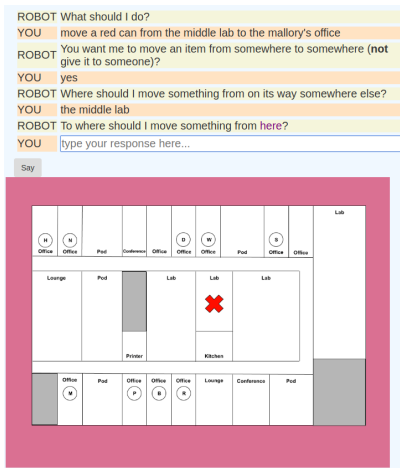 ROBOT What should I do?
YOU move a red can from the middle lab to the mallory's office
ROBOT You want me to move an item from somewhere to somewhere (not
give it to someone)?
YOU yes
ROBOT Where should I move something from on its way somewhere else?
YOU the middle lab
ROBOT To where should I move something from here?
YOU type your response here...
Say
Lab
H N D W S
Office Office Pod Conference Office Office Office Pod Office Office
Lounge Pod Lab Lab Lab
Printer Kitchen
Office Pod Office Office Office Lounge Conference Pod
M P B R